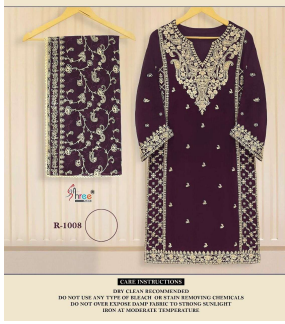 Shree
R-1008
CARE INSTRUCTIONS
DRY CLEAN RECOMMENDED
DO NOT USE ANY TYPE OF BLEACH OR STAIN REMOVING CHEMICALS
DO NOT OVER EXPOSE DAMP FABRIC TO STRONG SUNLIGHT
IRON AT MODERATE TEMPERATURE